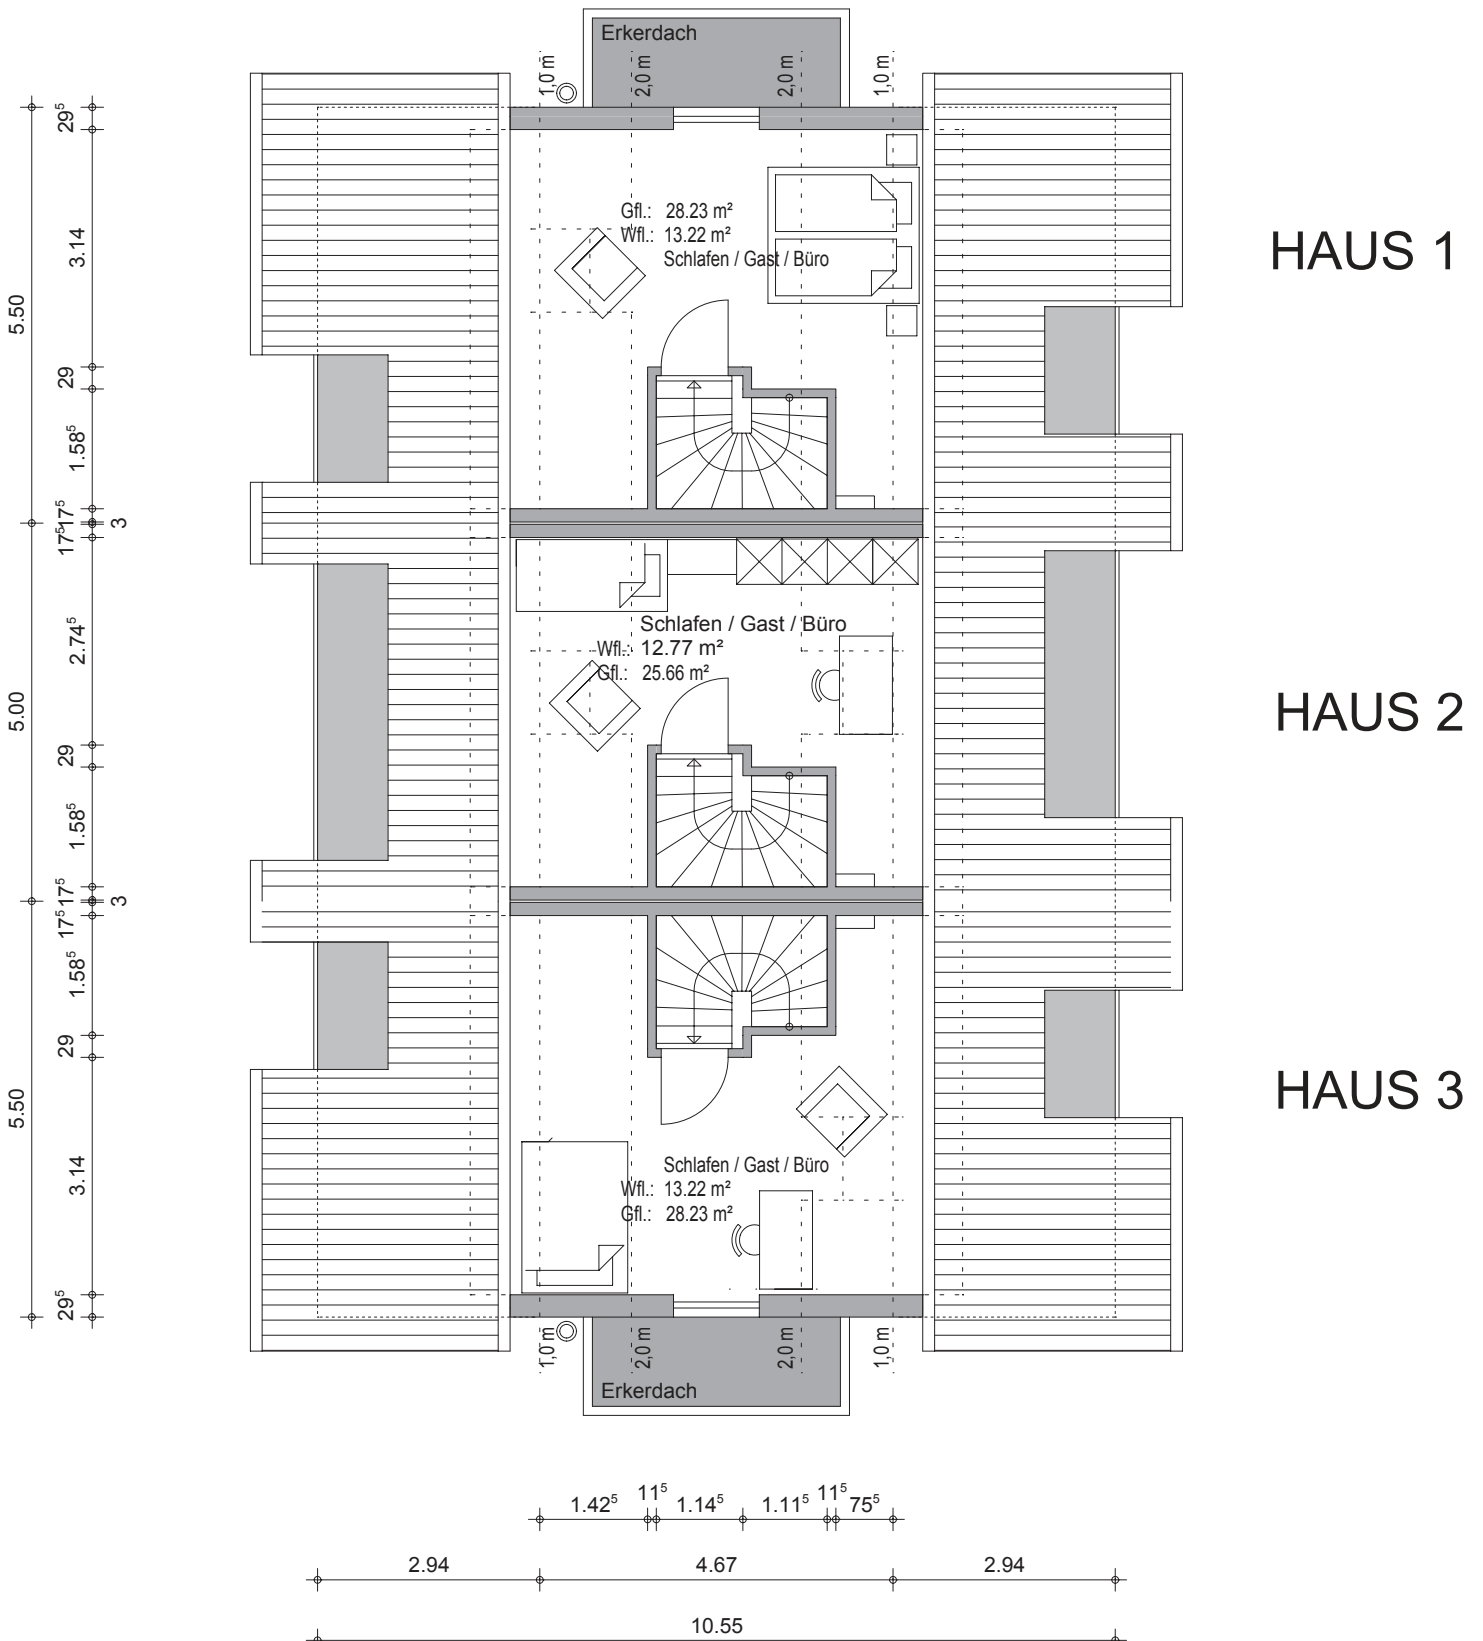 Erkerdach
1,0 m
2,0 m
2,0 m
1,0 m
HAUS 1
Gfl.: 28.23 m²
Wfl.: 13.22 m²
Schlafen / Gast / Büro
HAUS 2
Schlafen / Gast / Büro
Wfl.: 12.77 m²
Gfl.: 25.66 m²
HAUS 3
Schlafen / Gast / Büro
Wfl.: 13.22 m²
Gfl.: 28.23 m²
1,0 m
2,0 m
2,0 m
1,0 m
Erkerdach
5.50
5.00
5.50
29⁵
3.14
29
1.58⁵
17⁵
3
17⁵
2.74⁵
29
1.58⁵
17⁵
3
17⁵
1.58⁵
29
3.14
29⁵
1.42⁵ 11⁵ 1.14⁵ 1.11⁵ 11⁵ 75⁵
2.94 4.67 2.94
10.55